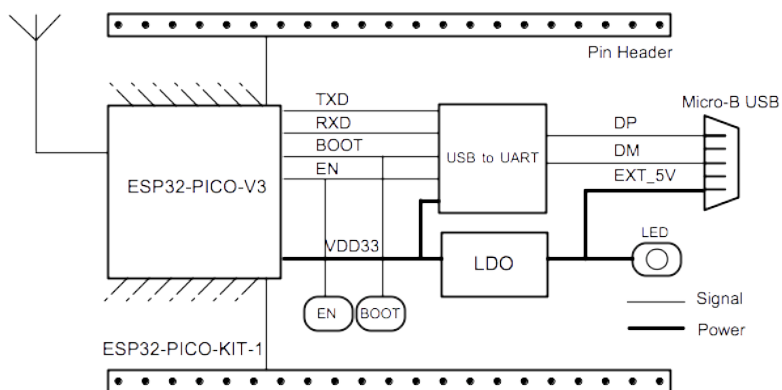 Pin Header
Micro-B USB
TXD
RXD
BOOT
EN
ESP32-PICO-V3
USB to UART
DP
DM
EXT_5V
VDD33
LDO
LED
EN
BOOT
Signal
Power
ESP32-PICO-KIT-1